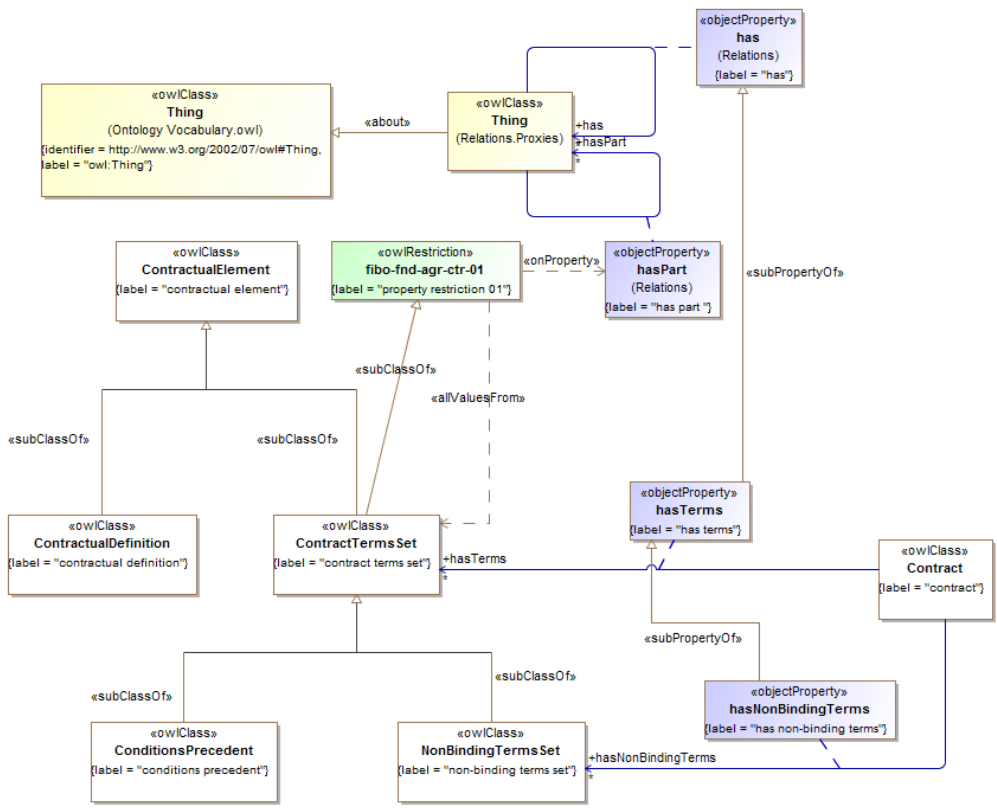 «objectProperty»
has
(Relations)
{label = "has"}
«owlClass»
Thing
(Ontology Vocabulary.owl)
{identifier = http://www.w3.org/2002/07/owl#Thing,
label = "owl:Thing"}
«about»
«owlClass»
Thing
(Relations.Proxies)
+has
*
+hasPart
*
«owlClass»
ContractualElement
{label = "contractual element"}
«owlRestriction»
fibo-fnd-agr-ctr-01
{label = "property restriction 01"}
«onProperty»
«objectProperty»
hasPart
(Relations)
{label = "has part "}
«subPropertyOf»
«subClassOf»
«allValuesFrom»
«subClassOf»
«subClassOf»
«objectProperty»
hasTerms
{label = "has terms"}
«owlClass»
ContractualDefinition
{label = "contractual definition"}
«owlClass»
ContractTermsSet
{label = "contract terms set"}
+hasTerms
*
«owlClass»
Contract
{label = "contract"}
«subPropertyOf»
«subClassOf»
«subClassOf»
«objectProperty»
hasNonBindingTerms
{label = "has non-binding terms"}
«owlClass»
ConditionsPrecedent
{label = "conditions precedent"}
«owlClass»
NonBindingTermsSet
{label = "non-binding terms set"}
+hasNonBindingTerms
*